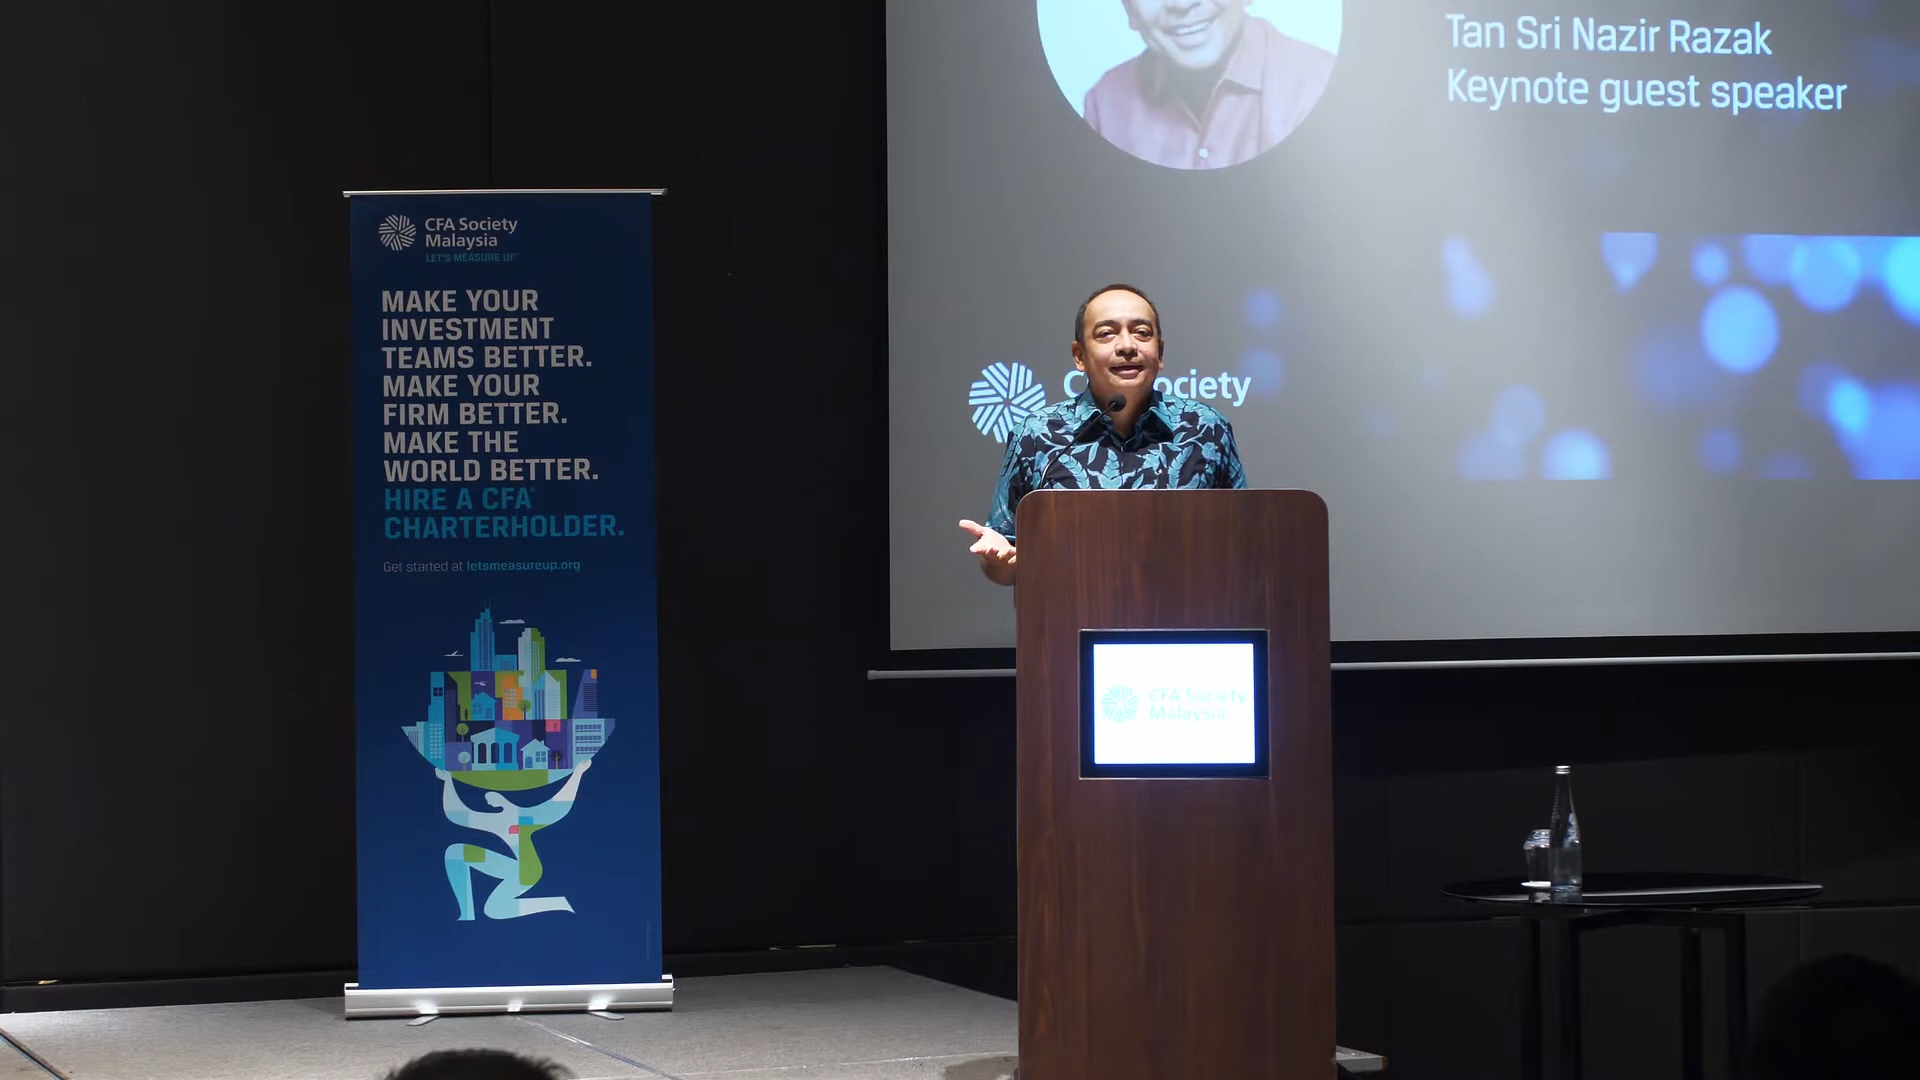 Tan Sri Nazir Razak
Keynote guest speaker
CFA Society
Malaysia
LET'S MEASURE UP
MAKE YOUR
INVESTMENT
TEAMS BETTER.
MAKE YOUR
FIRM BETTER.
MAKE THE
WORLD BETTER.
HIRE A CFA®
CHARTERHOLDER.
Get started at letsmeasureup.org
C ociety
CFA Society
Malaysia